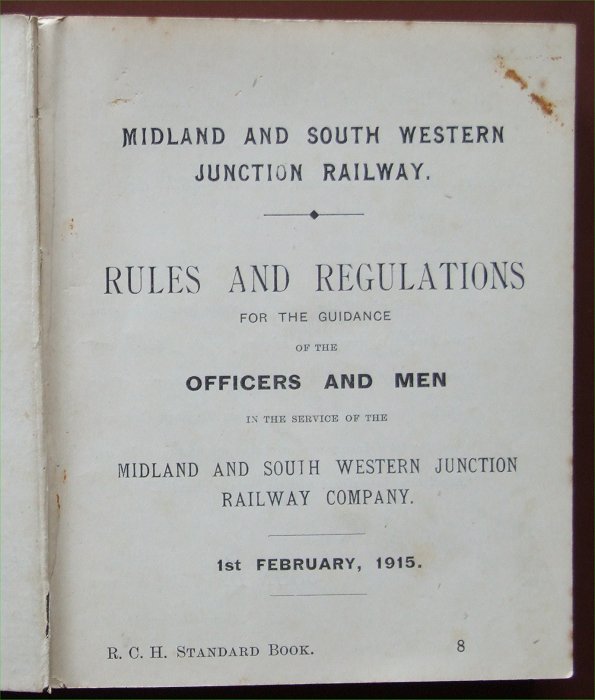 MIDLAND AND SOUTH WESTERN
JUNCTION RAILWAY.
RULES AND REGULATIONS
FOR THE GUIDANCE
OF THE
OFFICERS AND MEN
IN THE SERVICE OF THE
MIDLAND AND SOUTH WESTERN JUNCTION
RAILWAY COMPANY.
1st FEBRUARY, 1915.
R. C. H. STANDARD BOOK. 8